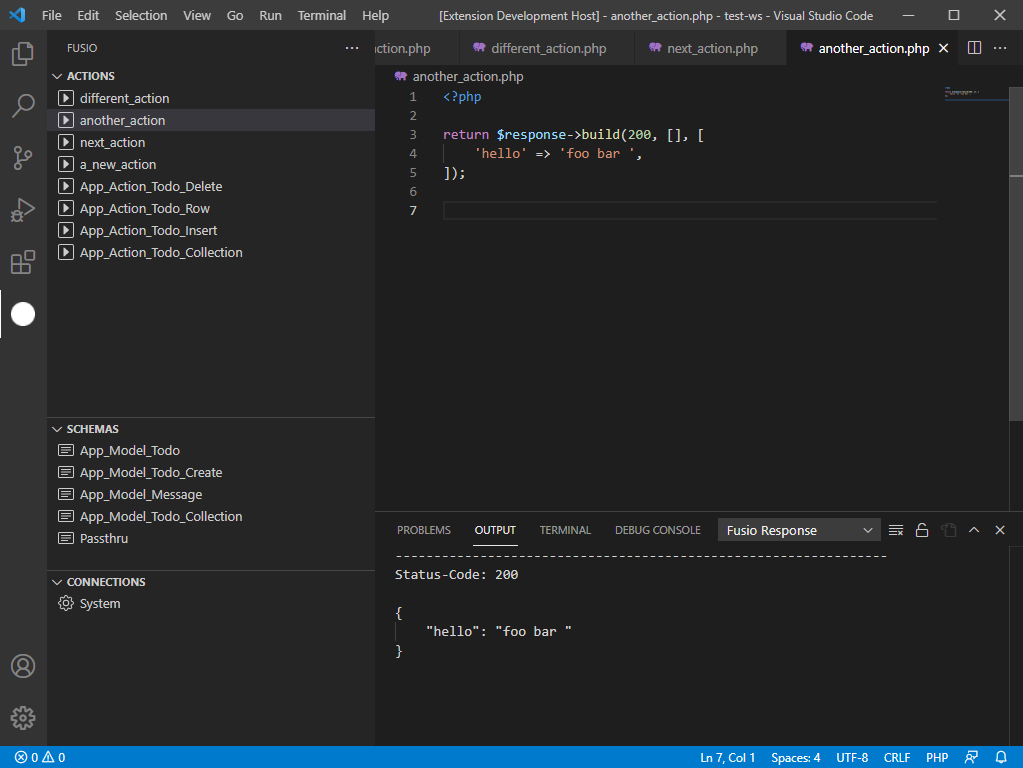 File Edit Selection View Go Run Terminal Help [Extension Development Host] - another_action.php - test-ws - Visual Studio Code
FUSIO
ACTIONS
different_action
another_action
next_action
a_new_action
App_Action_Todo_Delete
App_Action_Todo_Row
App_Action_Todo_Insert
App_Action_Todo_Collection
SCHEMAS
App_Model_Todo
App_Model_Todo_Create
App_Model_Message
App_Model_Todo_Collection
Passthru
CONNECTIONS
System
ction.php different_action.php next_action.php another_action.php
another_action.php
1 <?php
2
3 return $response->build(200, [], [
4 'hello' => 'foo bar ',
5 ]);
6
7
PROBLEMS OUTPUT TERMINAL DEBUG CONSOLE Fusio Response
----------------------------------------------------------------
Status-Code: 200
{
"hello": "foo bar "
}
0 0 Ln 7, Col 1 Spaces: 4 UTF-8 CRLF PHP